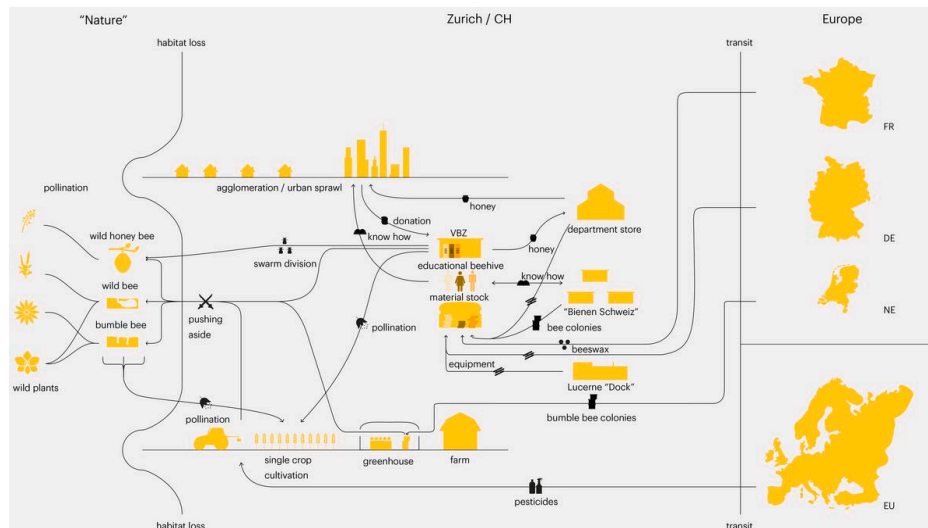 “Nature”
Zurich / CH
Europe
habitat loss
transit
FR
agglomeration / urban sprawl
pollination
honey
donation
DE
wild honey bee
know how
VBZ
department store
swarm division
educational beehive
honey
wild bee
know how
material stock
bumble bee
pushing
aside
“Bienen Schweiz”
NE
pollination
bee colonies
beeswax
equipment
wild plants
Lucerne “Dock”
bumble bee colonies
pollination
single crop
cultivation
greenhouse
farm
pesticides
EU
habitat loss
transit